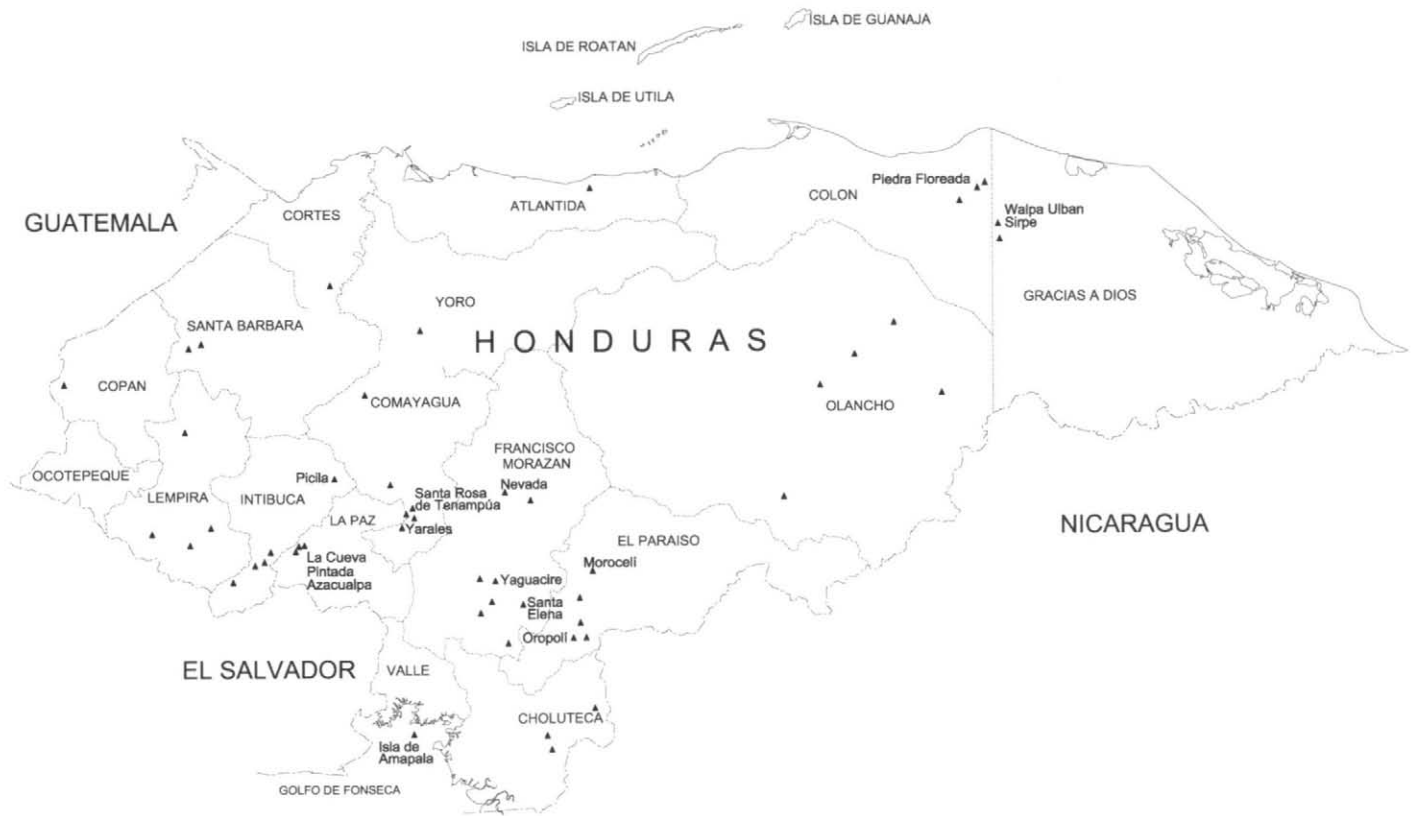 ISLA DE GUANAJA
ISLA DE ROATAN
ISLA DE UTILA
GUATEMALA
CORTES
ATLANTIDA
COLON
Piedra Floreada
Walpa Ulban
Sirpe
GRACIAS A DIOS
YORO
SANTA BARBARA
HONDURAS
COPAN
COMAYAGUA
OLANCHO
FRANCISCO
MORAZAN
OCOTEPEQUE
Picila
Nevada
LEMPIRA
INTIBUCA
Santa Rosa
de Tenampúa
LA PAZ
Yarales
NICARAGUA
EL PARAISO
La Cueva
Pintada
Azacualpa
Morocelí
Yaguacire
Santa
Elena
Oropolí
EL SALVADOR
VALLE
CHOLUTECA
Isla de
Amapala
GOLFO DE FONSECA